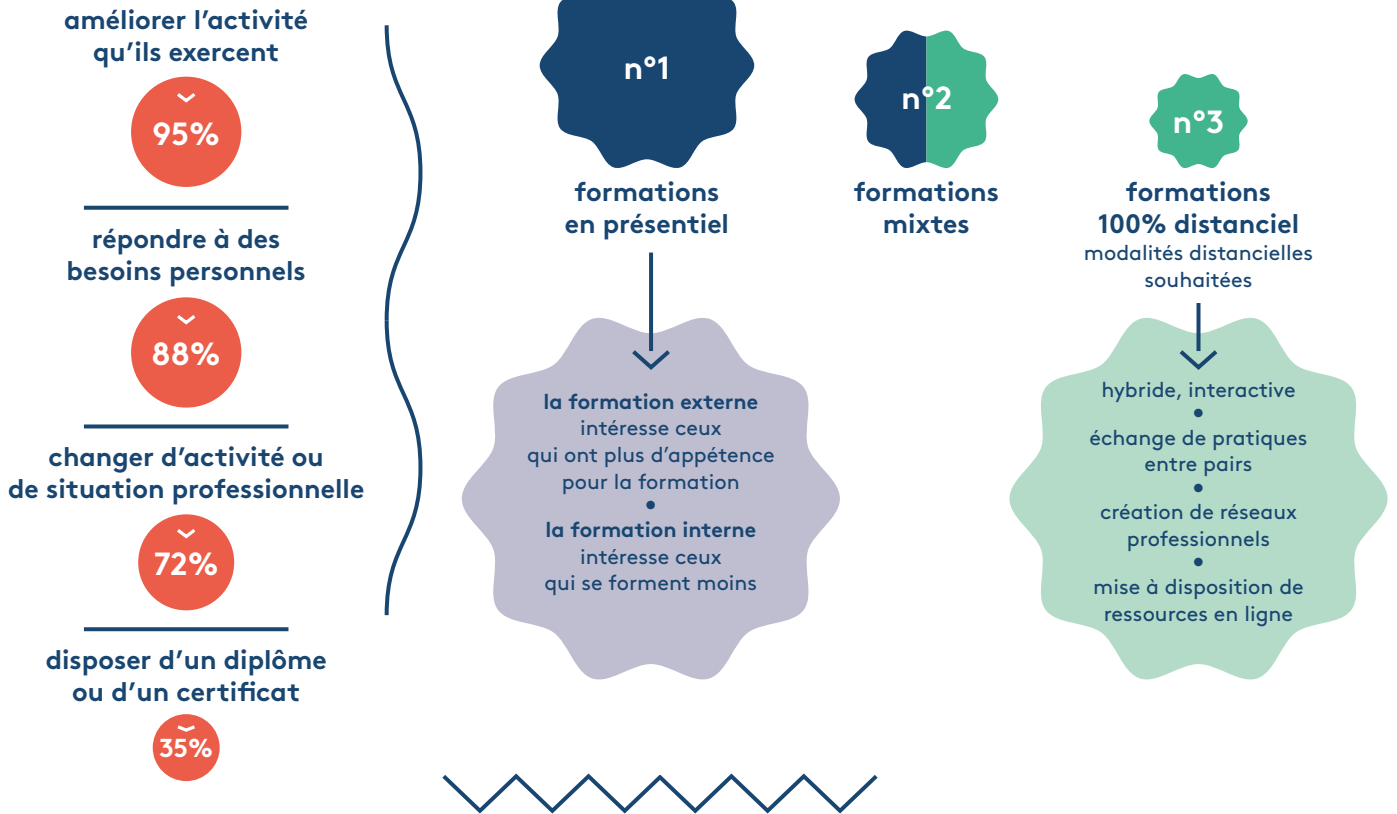 améliorer l’activité
qu’ils exercent
95%
répondre à des
besoins personnels
88%
changer d’activité ou
de situation professionnelle
72%
disposer d’un diplôme
ou d’un certificat
35%
n°1
formations
en présentiel
la formation externe
intéresse ceux
qui ont plus d’appétence
pour la formation
•
la formation interne
intéresse ceux
qui se forment moins
n°2
formations
mixtes
n°3
formations
100% distanciel
modalités distancielles
souhaitées
hybride, interactive
•
échange de pratiques
entre pairs
•
création de réseaux
professionnels
•
mise à disposition de
ressources en ligne